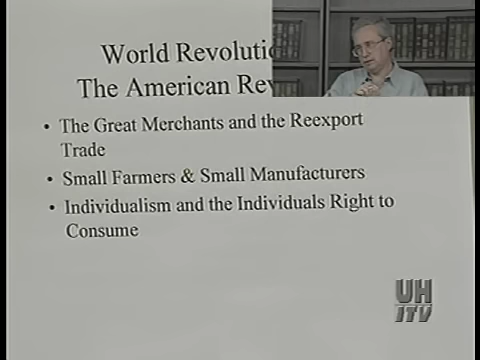 World Revolutio
The American Rev
• The Great Merchants and the Reexport
Trade
• Small Farmers & Small Manufacturers
• Individualism and the Individuals Right to
Consume
UH
ITV